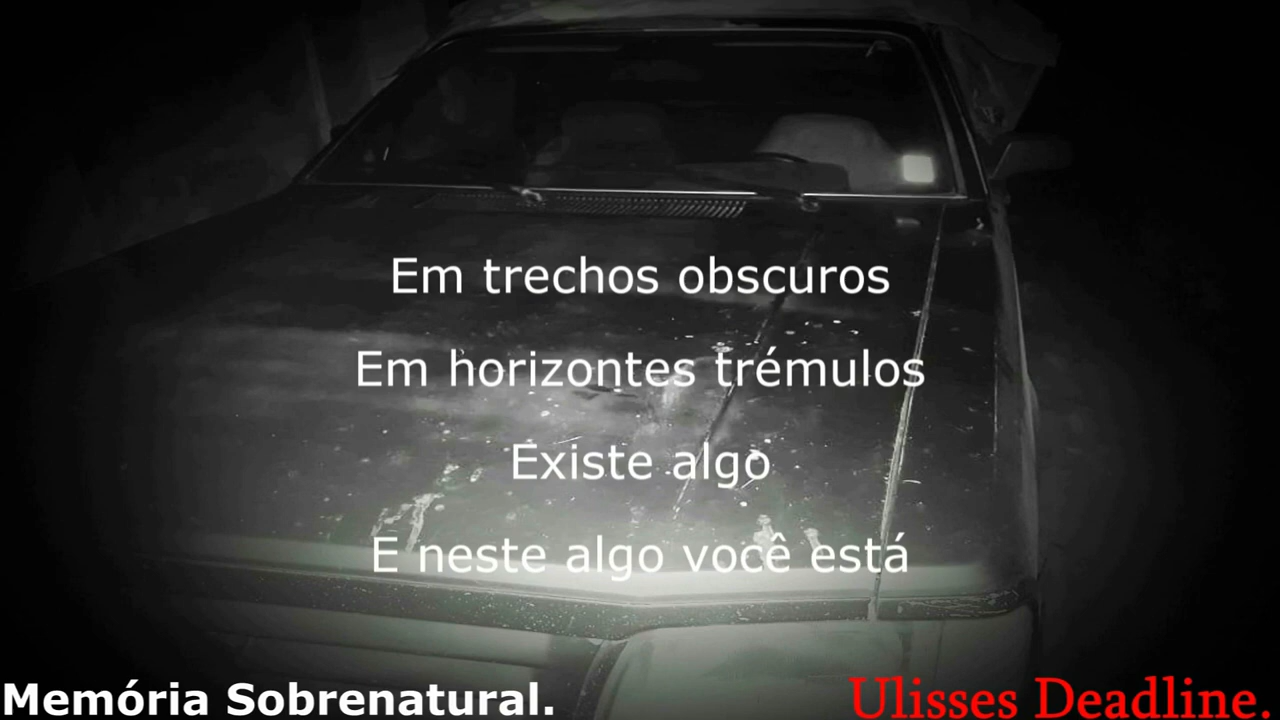 Em trechos obscuros
Em horizontes trémulos
Existe algo
E neste algo você está
Memória Sobrenatural.
Ulisses Deadline.